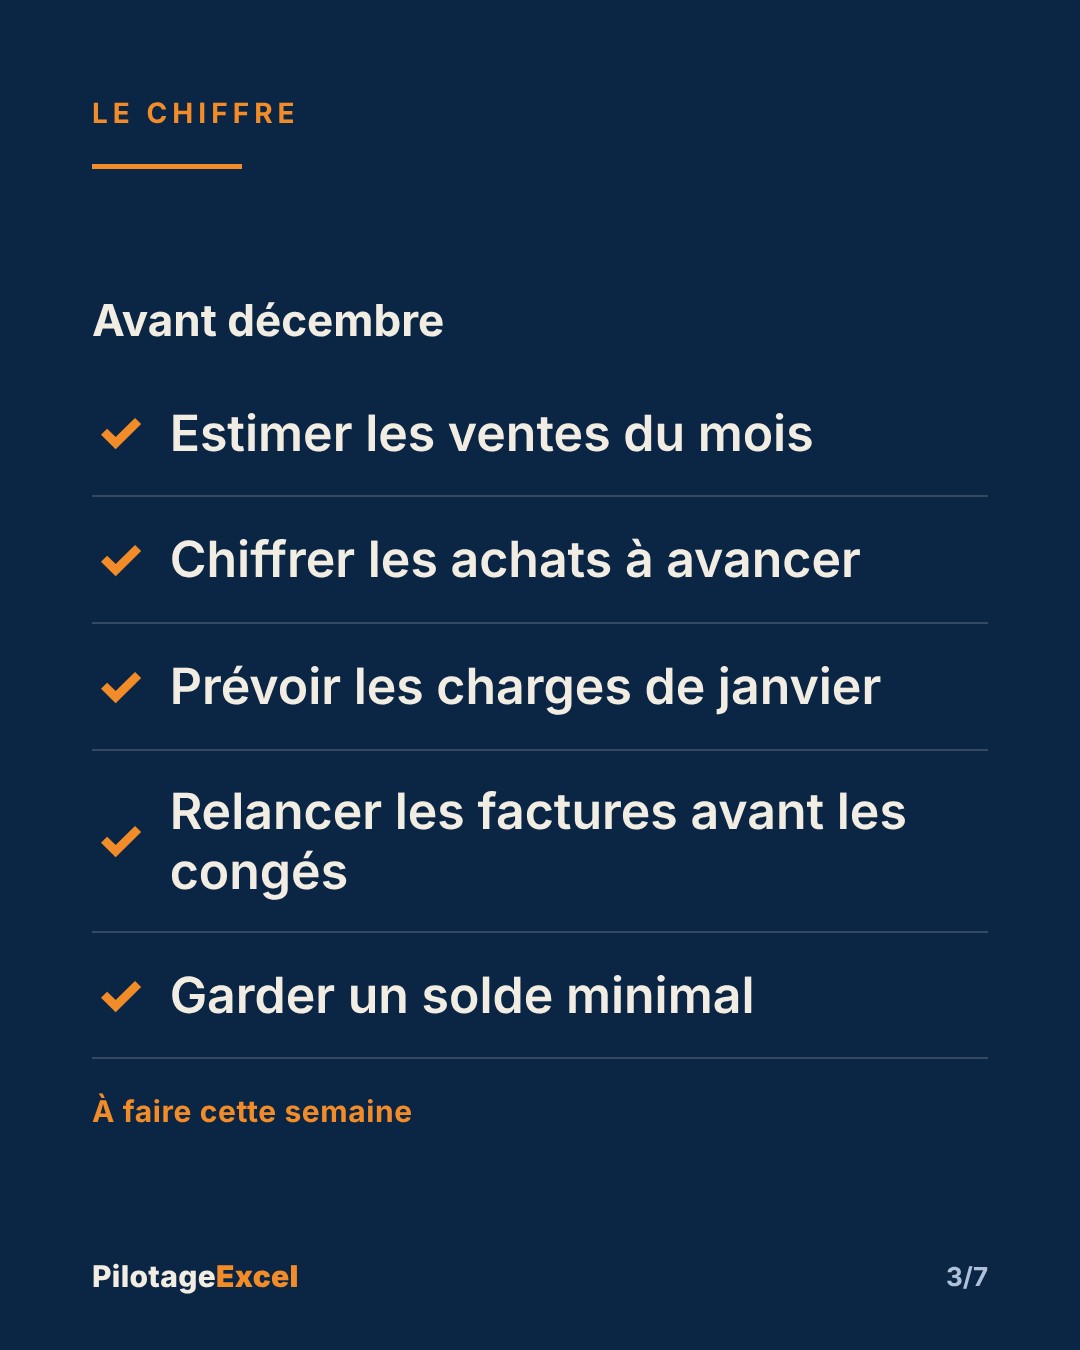 LE CHIFFRE
Avant décembre
Estimer les ventes du mois
Chiffrer les achats à avancer
Prévoir les charges de janvier
Relancer les factures avant les
congés
Garder un solde minimal
À faire cette semaine
PilotageExcel
3/7